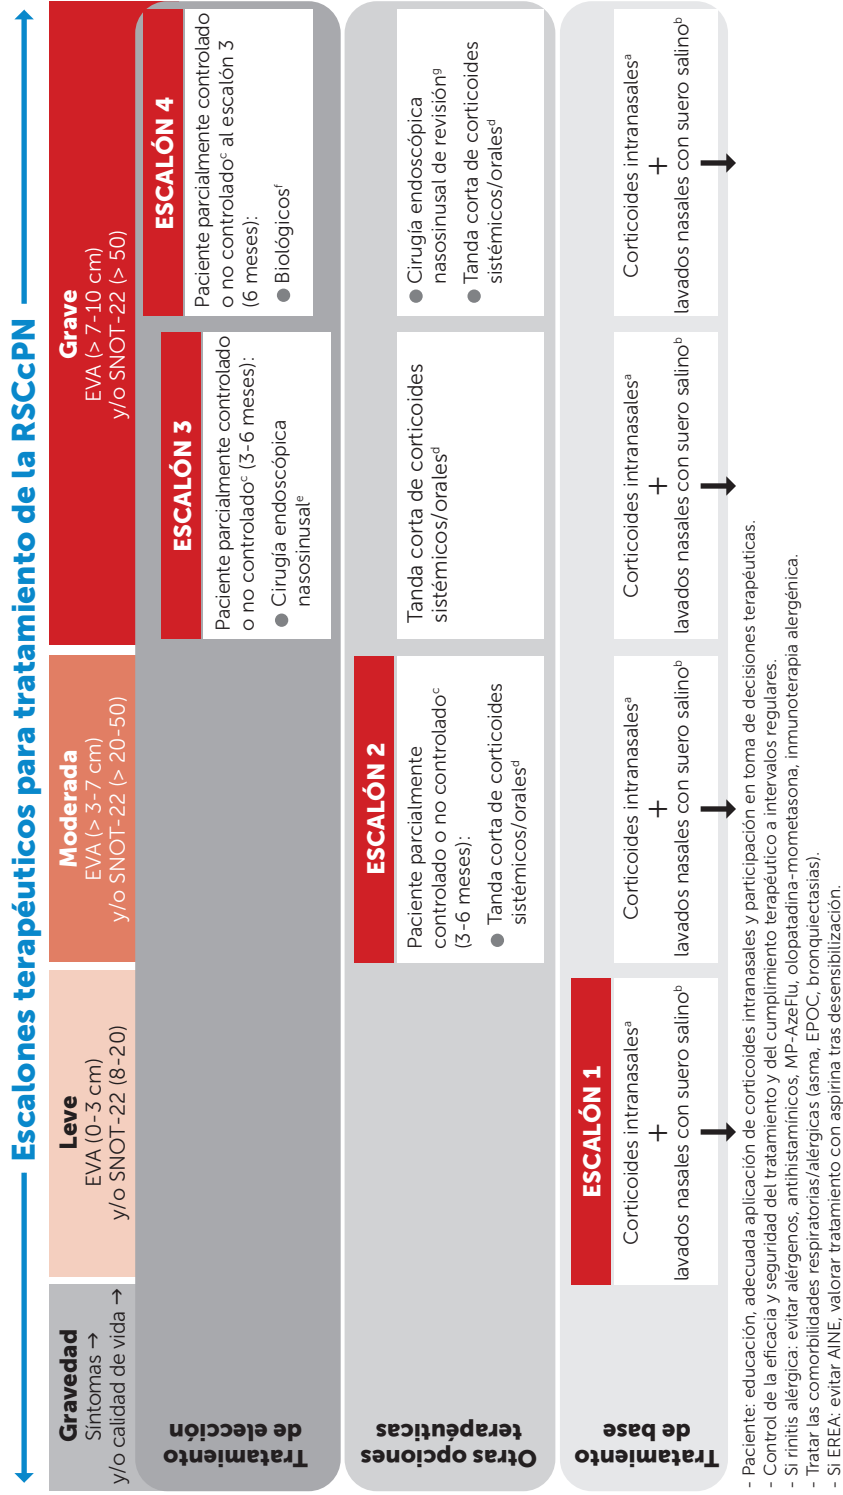 Escalones terapéuticos para tratamiento de la RSCcPN
Gravedad
Síntomas →
y/o calidad de vida →
Leve
EVA (0-3 cm)
y/o SNOT-22 (8-20)
Moderada
EVA (> 3-7 cm)
y/o SNOT-22 (> 20-50)
Grave
EVA (> 7-10 cm)
y/o SNOT-22 (> 50)
Tratamiento
de elección
ESCALÓN 3
Paciente parcialmente controlado
o no controladoᶜ (3-6 meses):
● Cirugía endoscópica
nasosinusalᵉ
ESCALÓN 4
Paciente parcialmente controlado
o no controladoᶜ al escalón 3
(6 meses):
● Biológicosᶠ
Otras opciones
terapéuticas
ESCALÓN 2
Paciente parcialmente
controlado o no controladoᶜ
(3-6 meses):
● Tanda corta de corticoides
sistémicos/oralesᵈ
Tanda corta de corticoides
sistémicos/oralesᵈ
● Cirugía endoscópica
nasosinusal de revisiónᵍ
● Tanda corta de corticoides
sistémicos/oralesᵈ
Tratamiento
de base
ESCALÓN 1
Corticoides intranasalesᵃ
+
lavados nasales con suero salinoᵇ
Corticoides intranasalesᵃ
+
lavados nasales con suero salinoᵇ
Corticoides intranasalesᵃ
+
lavados nasales con suero salinoᵇ
Corticoides intranasalesᵃ
+
lavados nasales con suero salinoᵇ
- Paciente: educación, adecuada aplicación de corticoides intranasales y participación en toma de decisiones terapéuticas.
- Control de la eficacia y seguridad del tratamiento y del cumplimiento terapéutico a intervalos regulares.
- Si rinitis alérgica: evitar alérgenos, antihistamínicos, MP-AzeFlu, olopatadina-mometasona, inmunoterapia alergénica.
- Tratar las comorbilidades respiratorias/alérgicas (asma, EPOC, bronquiectasias).
- Si EREA: evitar AINE, valorar tratamiento con aspirina tras desensibilización.